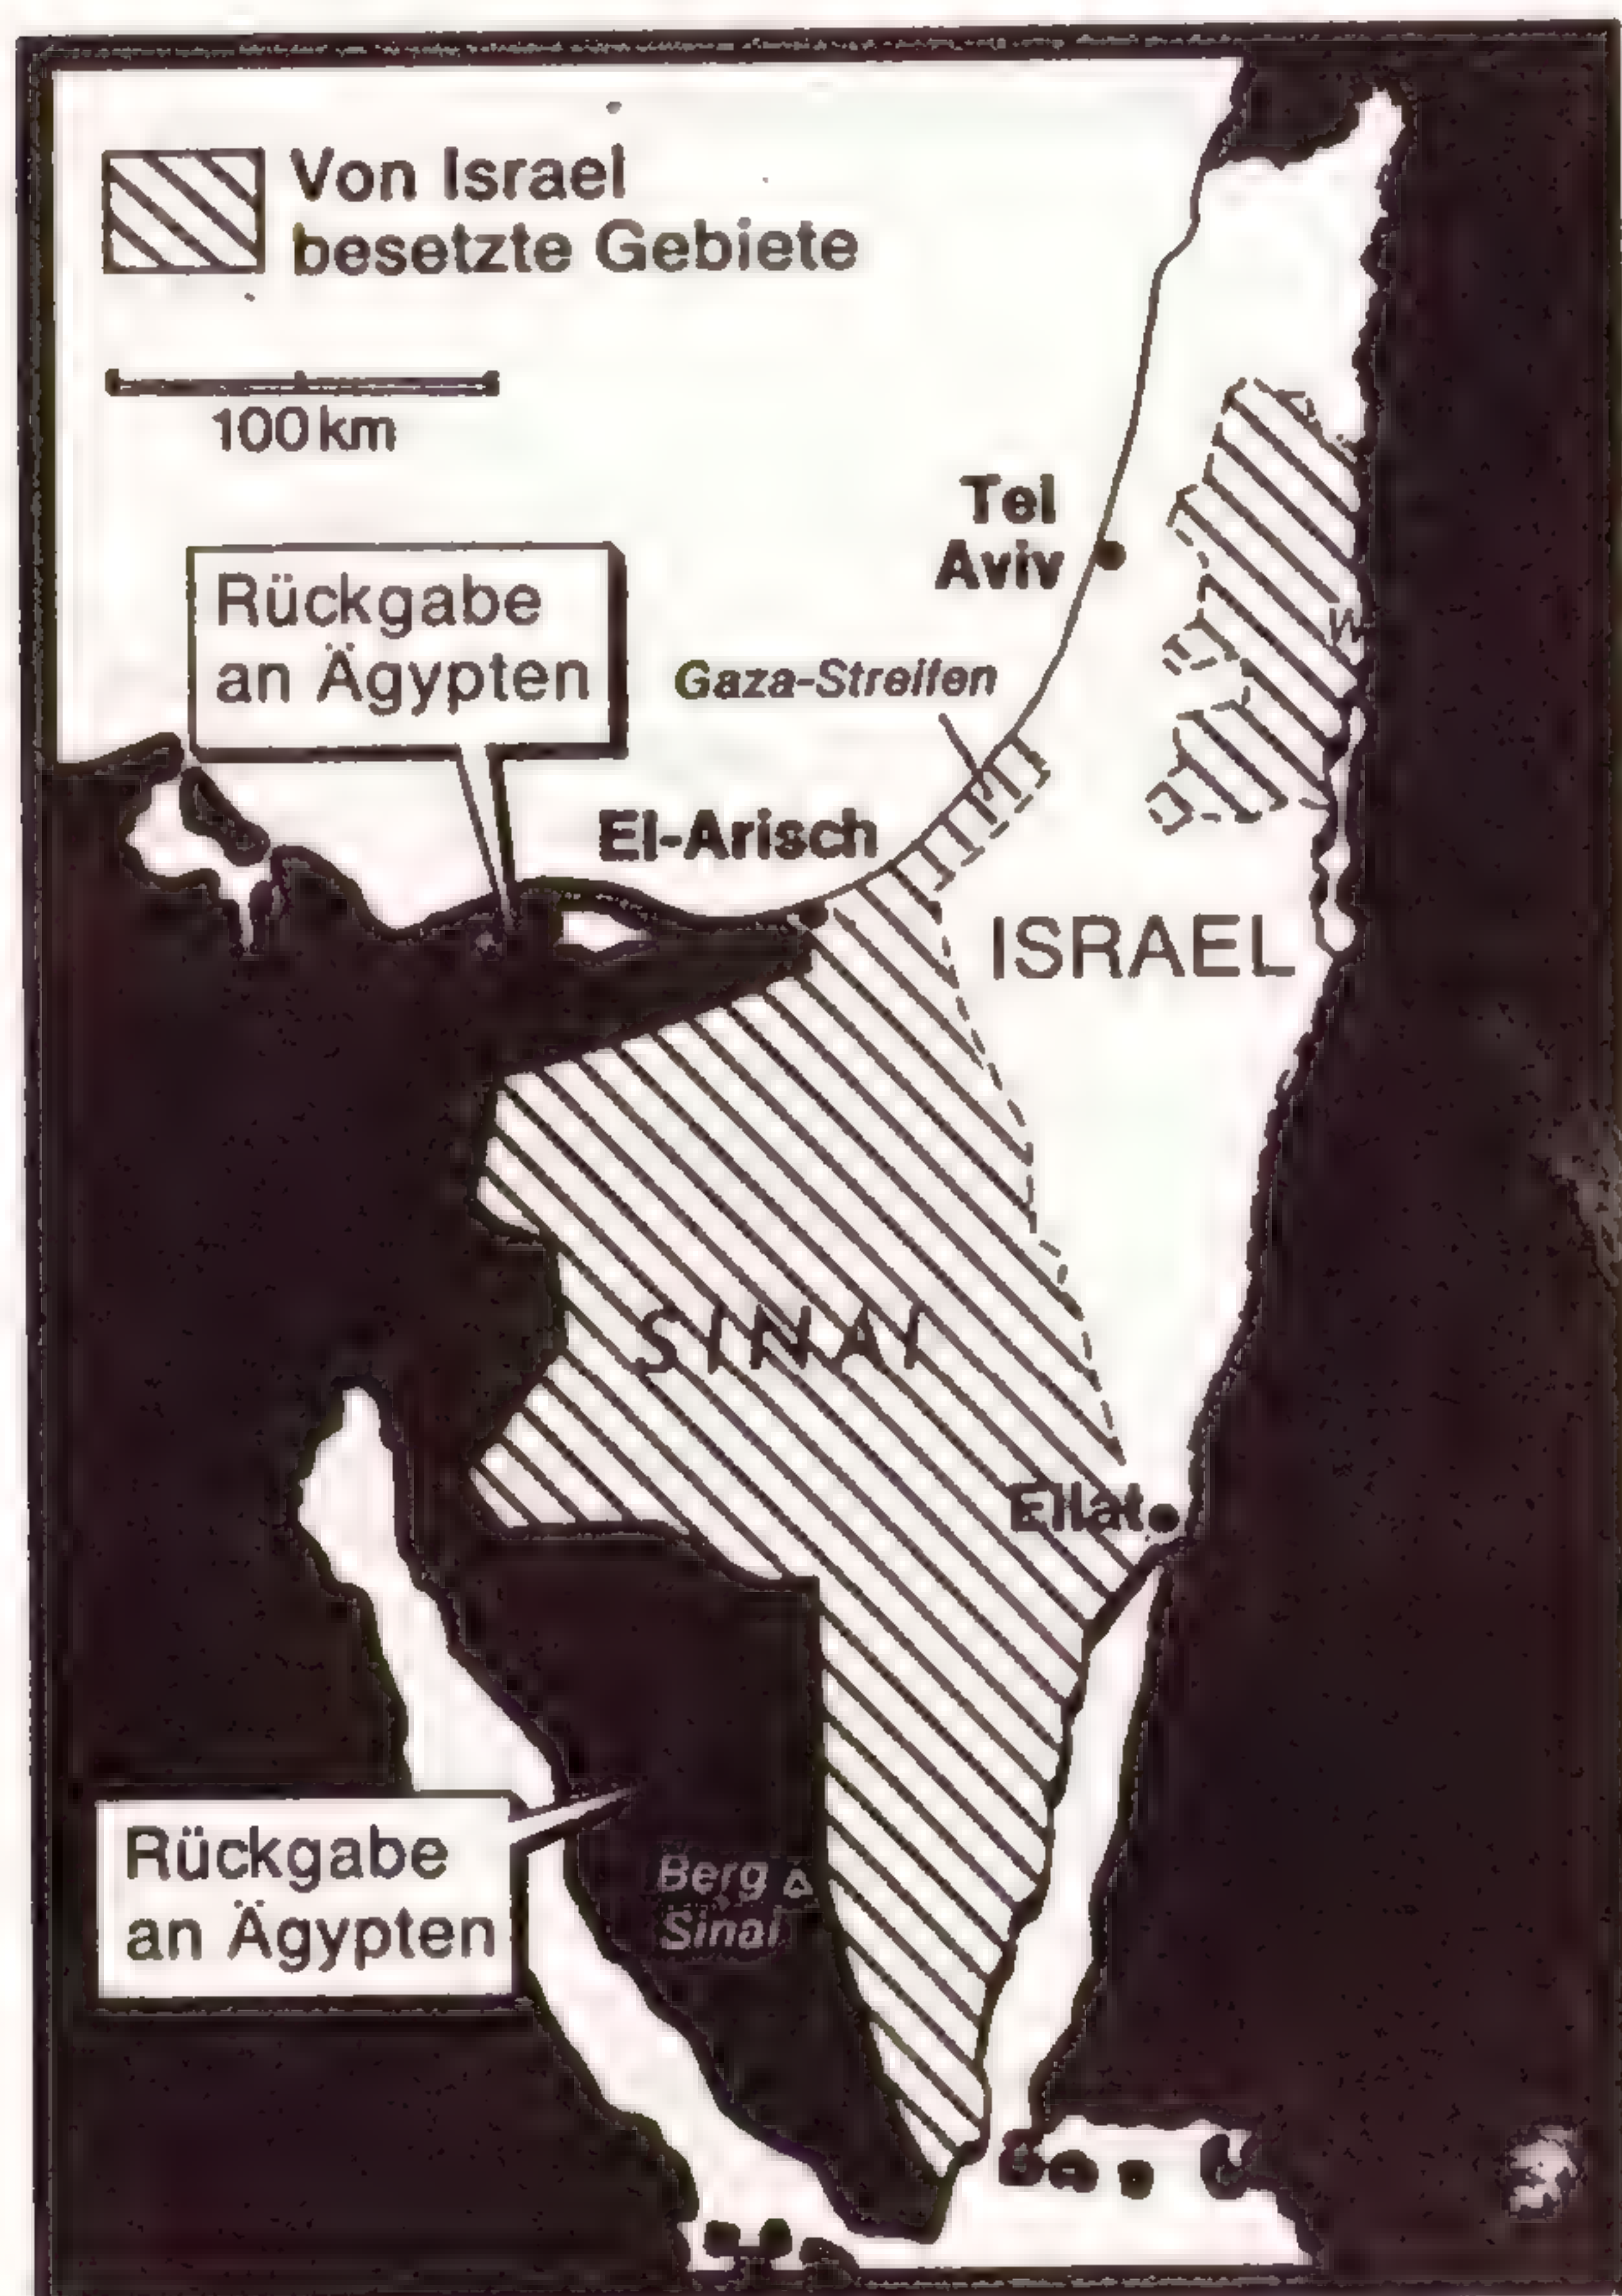 Von Israel
besetzte Gebiete
100 km
Tel
Aviv
Rückgabe
an Ägypten
Gaza-Streifen
El-Arisch
ISRAEL
SINAI
Eilat
Rückgabe
an Ägypten
Berg
Sinai